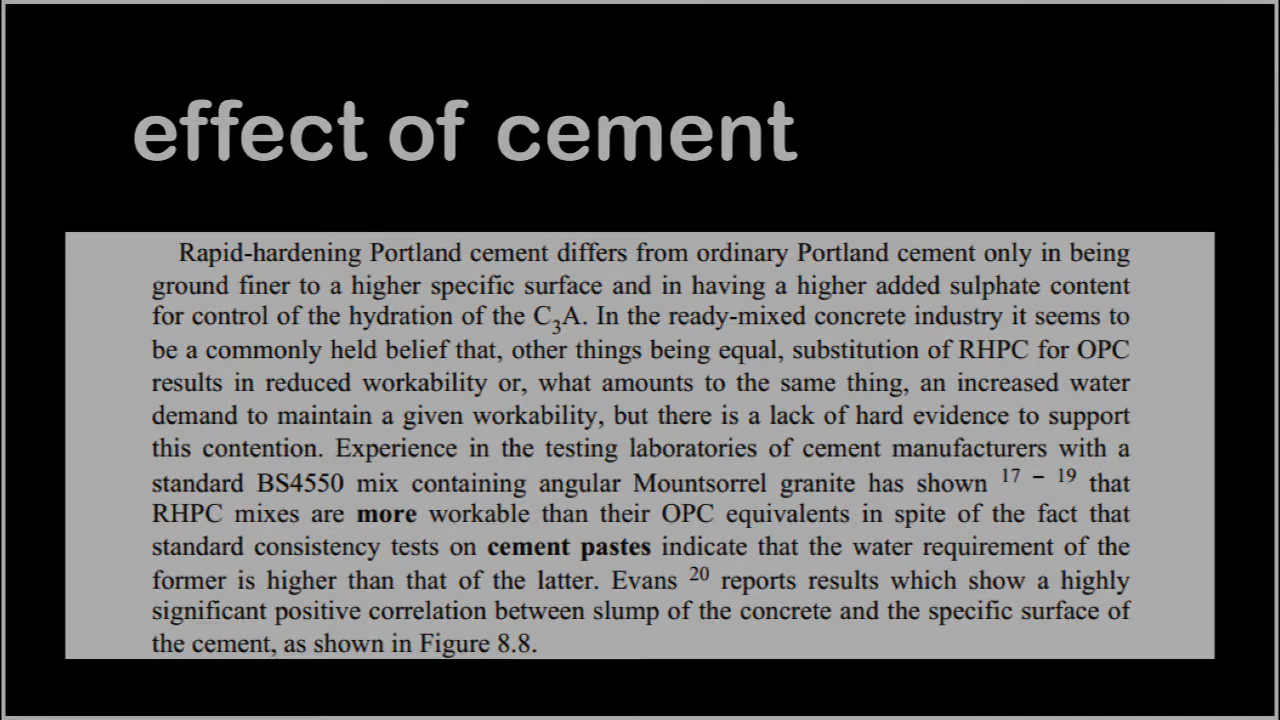 effect of cement
Rapid-hardening Portland cement differs from ordinary Portland cement only in being
ground finer to a higher specific surface and in having a higher added sulphate content
for control of the hydration of the C₃A. In the ready-mixed concrete industry it seems to
be a commonly held belief that, other things being equal, substitution of RHPC for OPC
results in reduced workability or, what amounts to the same thing, an increased water
demand to maintain a given workability, but there is a lack of hard evidence to support
this contention. Experience in the testing laboratories of cement manufacturers with a
standard BS4550 mix containing angular Mountsorrel granite has shown 17 – 19 that
RHPC mixes are more workable than their OPC equivalents in spite of the fact that
standard consistency tests on cement pastes indicate that the water requirement of the
former is higher than that of the latter. Evans 20 reports results which show a highly
significant positive correlation between slump of the concrete and the specific surface of
the cement, as shown in Figure 8.8.